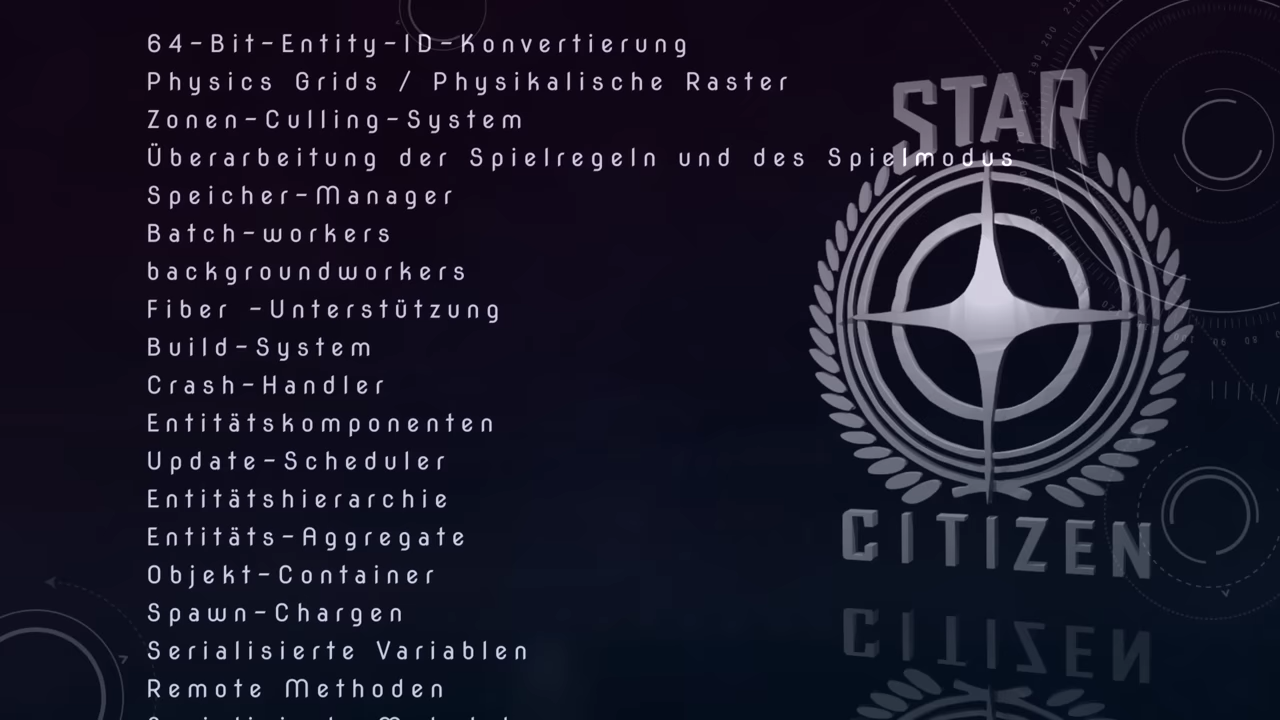 64-Bit-Entity-ID-Konvertierung
Physics Grids / Physikalische Raster
Zonen-Culling-System
Überarbeitung der Spielregeln und des Spielmodus
Speicher-Manager
Batch-workers
backgroundworkers
Fiber -Unterstützung
Build-System
Crash-Handler
Entitätskomponenten
Update-Scheduler
Entitätshierarchie
Entitäts-Aggregate
Objekt-Container
Spawn-Chargen
Serialisierte Variablen
Remote Methoden
STAR
CITIZEN